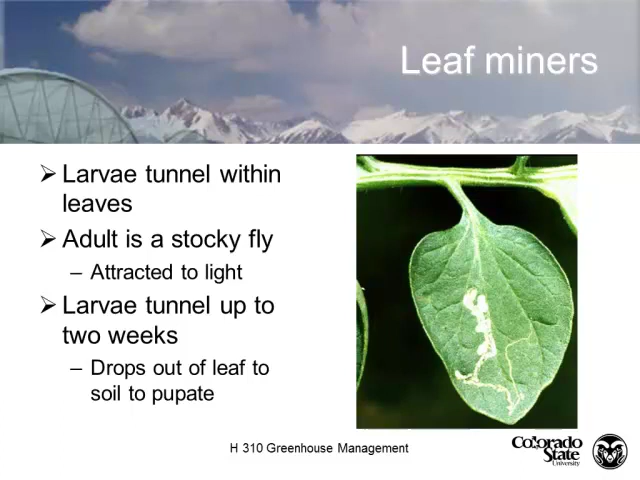 Leaf miners
Larvae tunnel within
leaves
Adult is a stocky fly
– Attracted to light
Larvae tunnel up to
two weeks
– Drops out of leaf to
soil to pupate
H 310 Greenhouse Management
Colorado
State
University